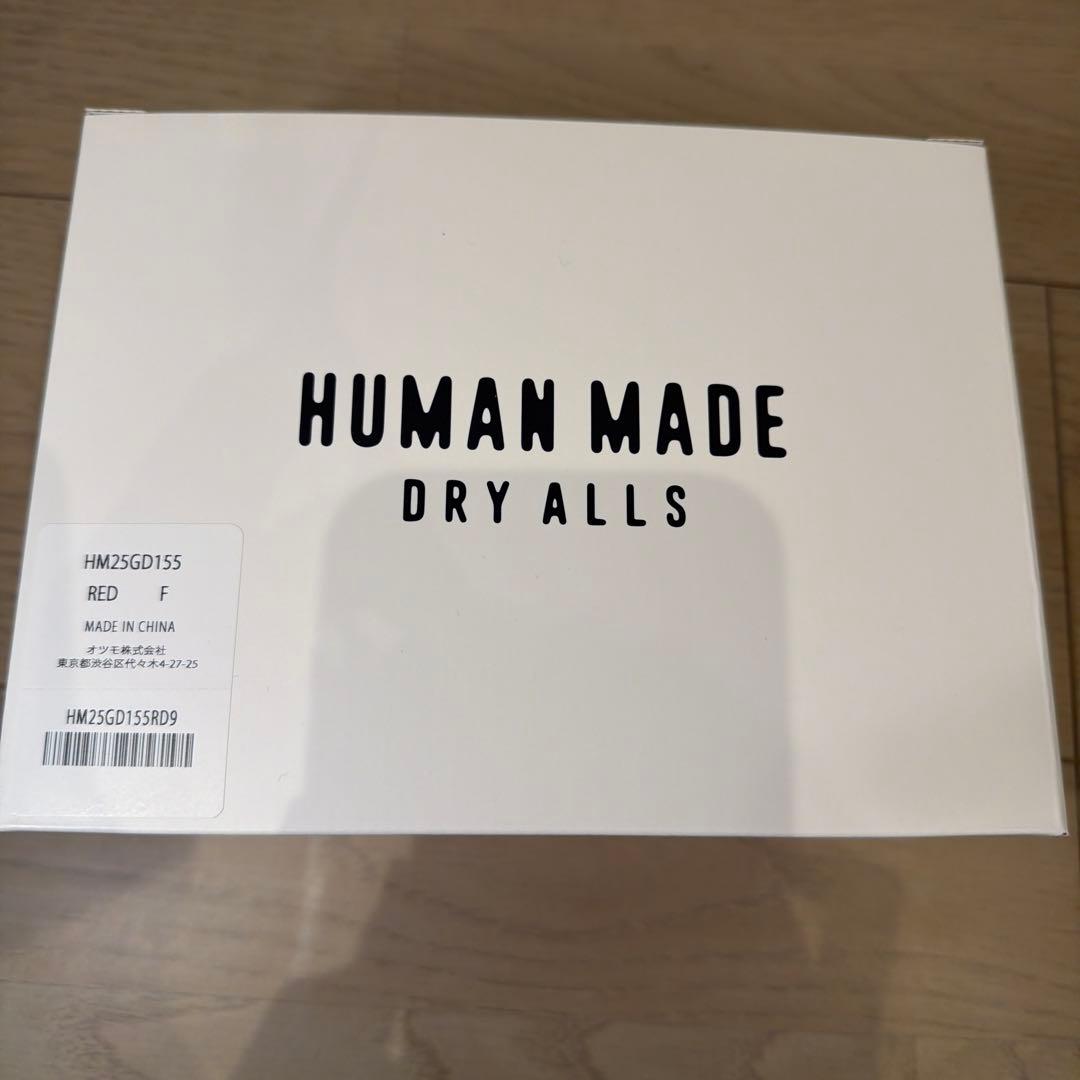 HUMAN MADE
DRY ALLS
HM25GD155
RED F
MADE IN CHINA
オツモ株式会社
東京都渋谷区代々木4-27-25
HM25GD155RD9